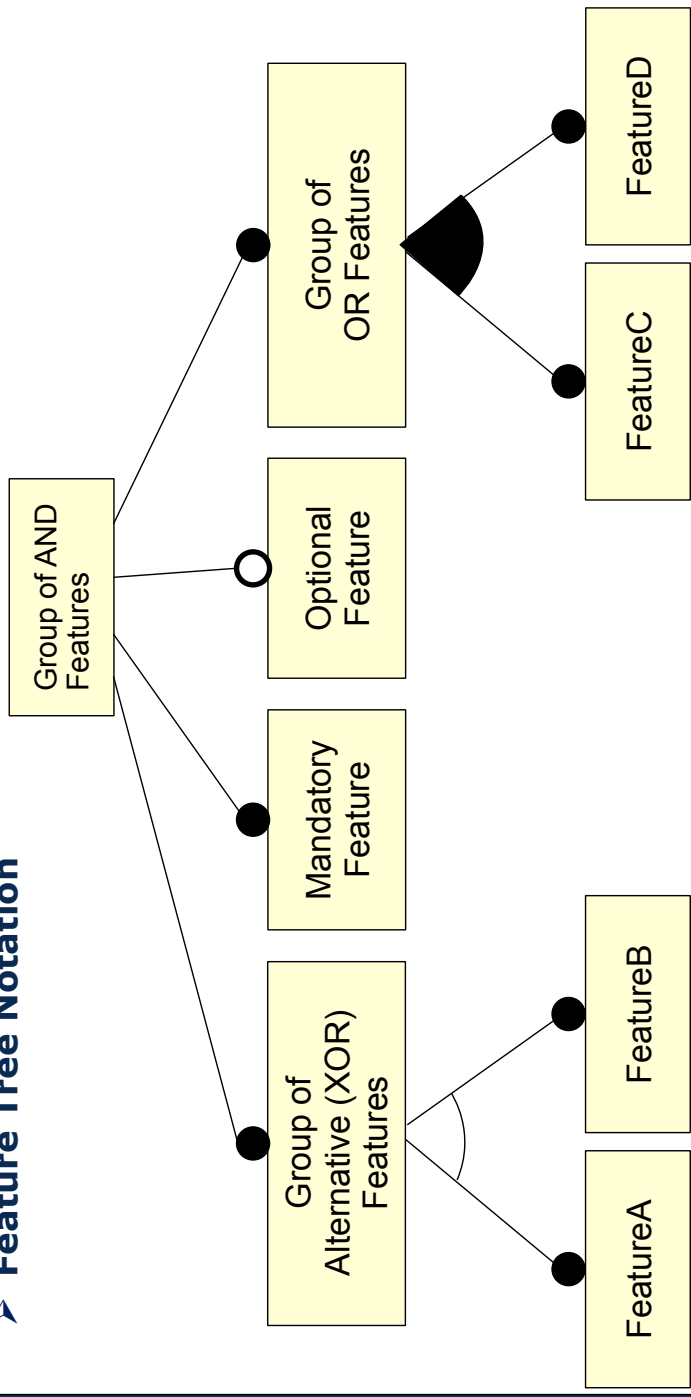 Feature Tree Notation
Group of AND
Features
Group of
Alternative (XOR)
Features
Mandatory
Feature
Optional
Feature
Group of
OR Features
FeatureA
FeatureB
FeatureC
FeatureD